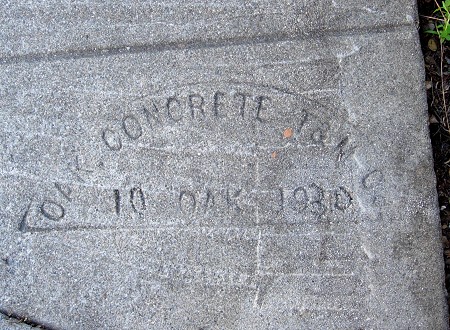 OAK. CONCRETE
10 OAK 1930